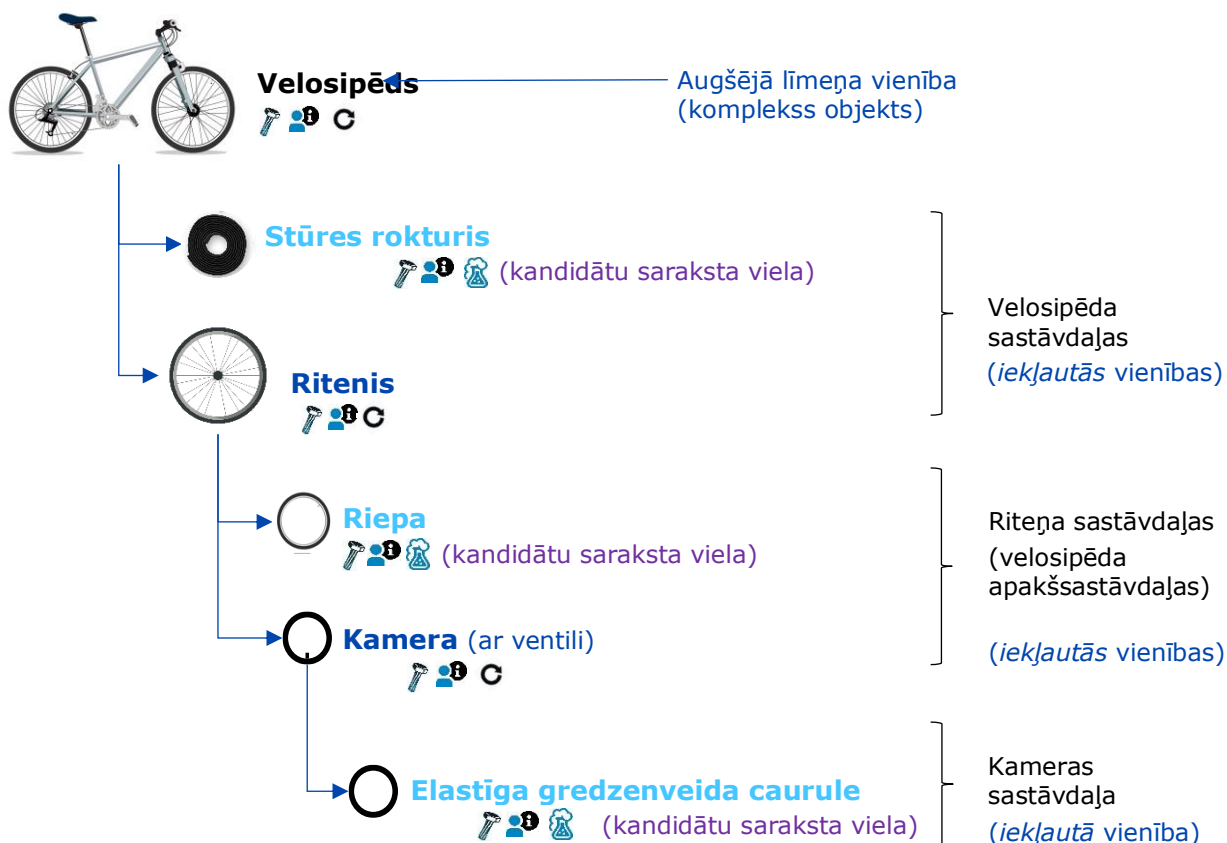 Velosipēds
Augšējā līmeņa vienība
(komplekss objekts)
Stūres rokturis
(kandidātu saraksta viela)
Velosipēda
sastāvdaļas
(iekļautās vienības)
Ritenis
Riepa
(kandidātu saraksta viela)
Riteņa sastāvdaļas
(velosipēda
apakšsastāvdaļas)
(iekļautās vienības)
Kamera (ar ventili)
Elastīga gredzenveida caurule
(kandidātu saraksta viela)
Kameras
sastāvdaļa
(iekļautā vienība)